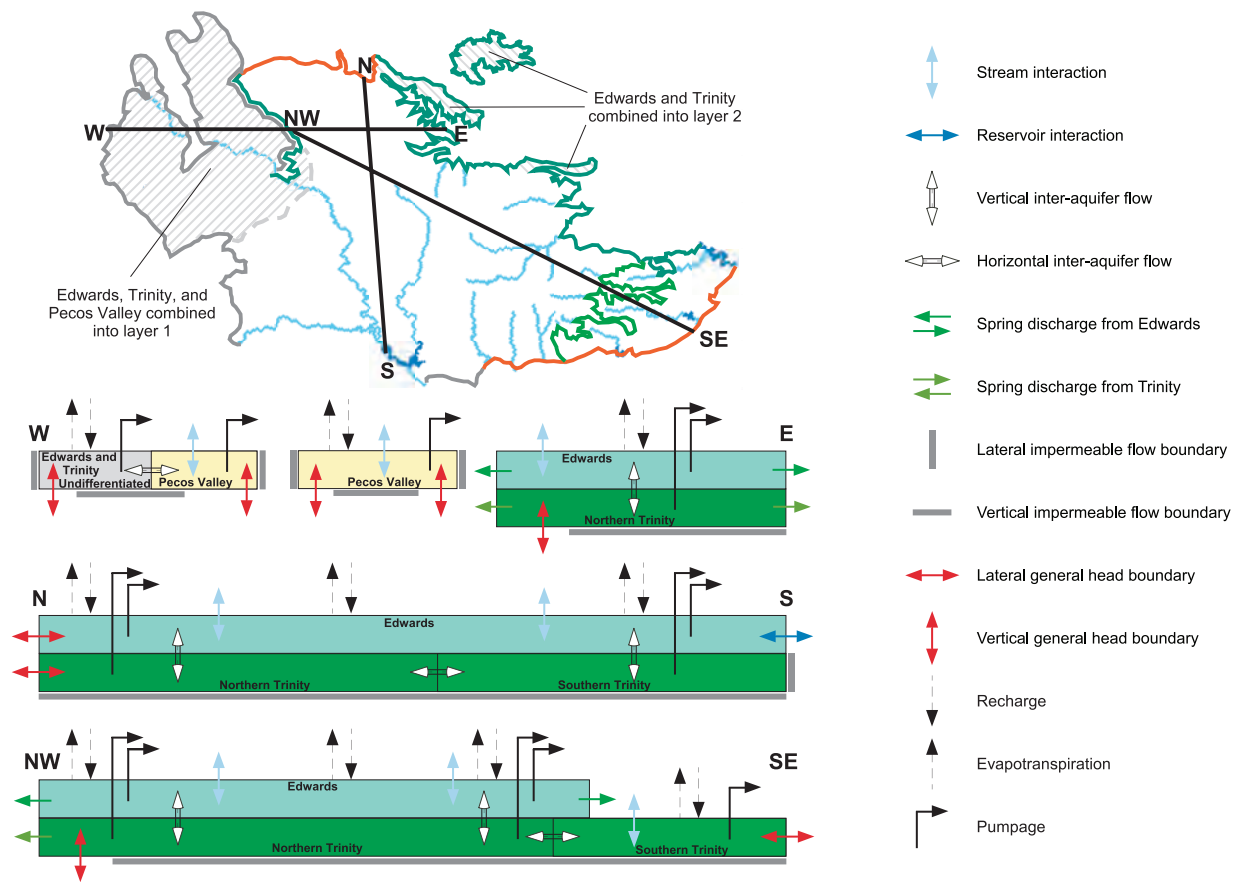 N
Edwards and Trinity
combined into layer 2
W
NW
E
Edwards, Trinity, and
Pecos Valley combined
into layer 1
S
SE
Stream interaction
Reservoir interaction
Vertical inter-aquifer flow
Horizontal inter-aquifer flow
Spring discharge from Edwards
Spring discharge from Trinity
Lateral impermeable flow boundary
Vertical impermeable flow boundary
Lateral general head boundary
Vertical general head boundary
Recharge
Evapotranspiration
Pumpage
W
Edwards and
Trinity
Undifferentiated
Pecos Valley
Pecos Valley
E
Edwards
Northern Trinity
N
S
Edwards
Northern Trinity
Southern Trinity
NW
SE
Edwards
Northern Trinity
Southern Trinity